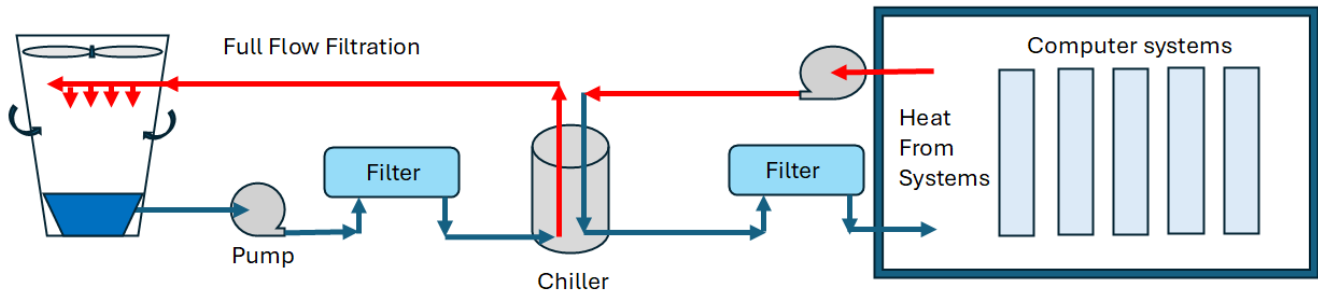 Full Flow Filtration
Computer systems
Heat
From
Systems
Filter
Filter
Pump
Chiller